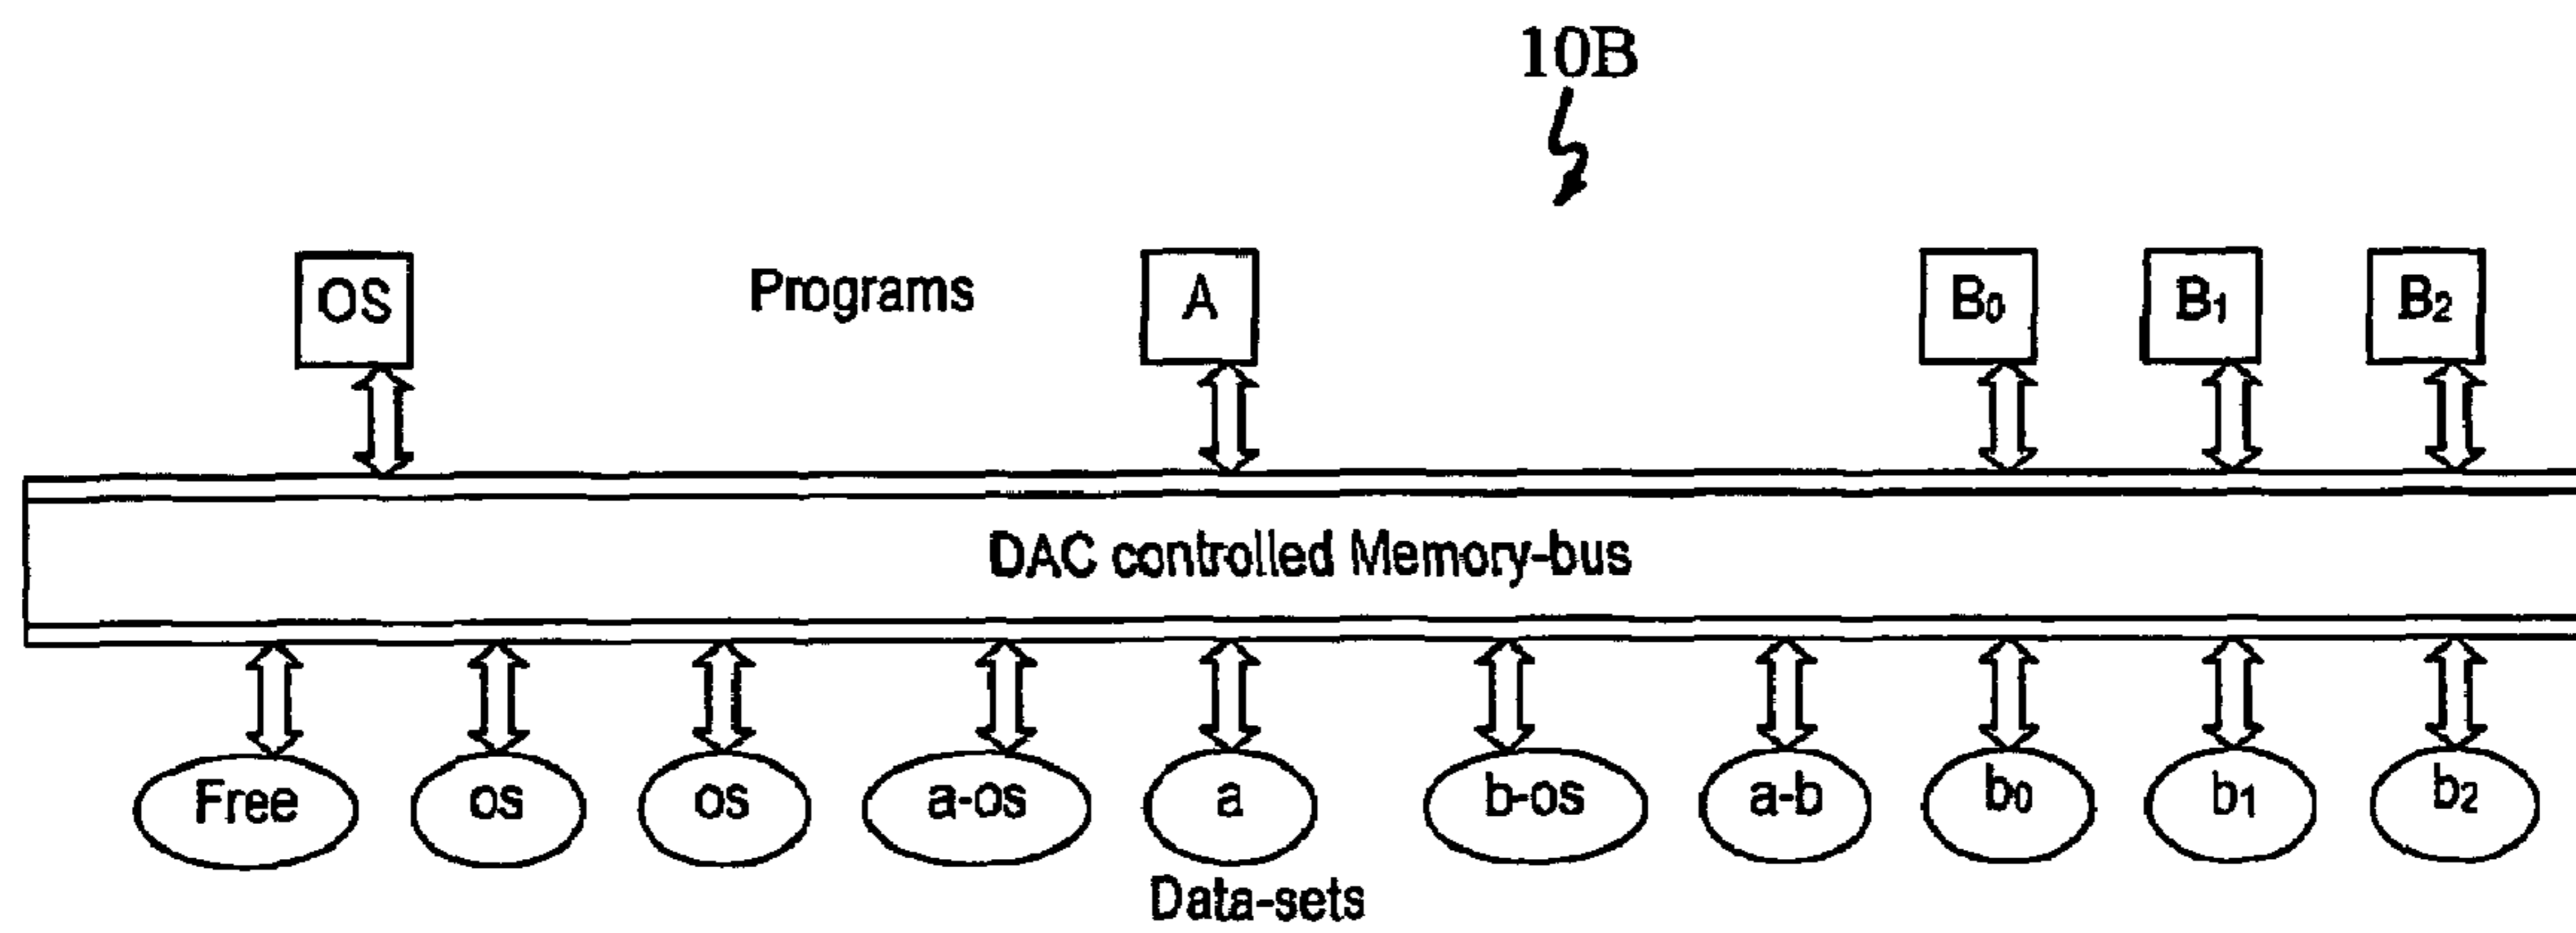 10B
OS Programs A B₀ B₁ B₂
DAC controlled Memory-bus
Free os os a-os a b-os a-b b₀ b₁ b₂
Data-sets